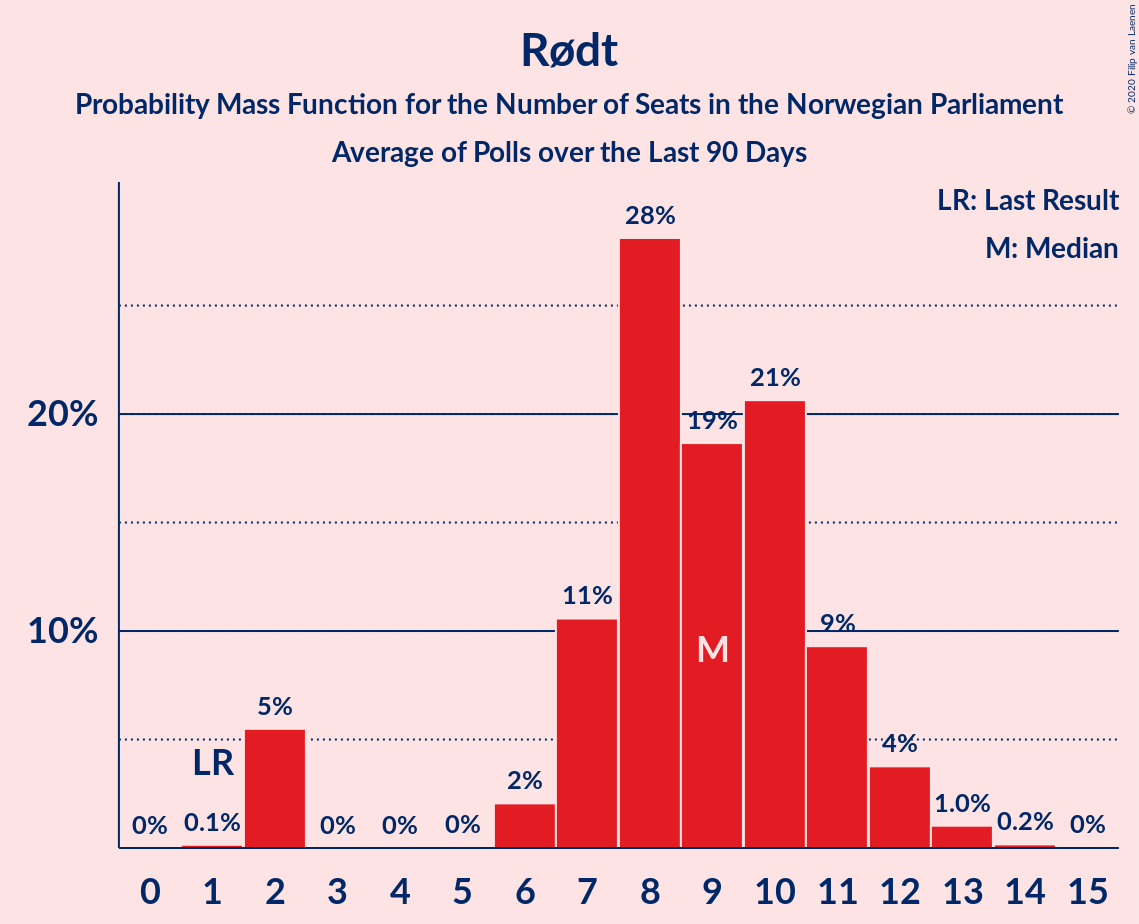 Rødt
Probability Mass Function for the Number of Seats in the Norwegian Parliament
Average of Polls over the Last 90 Days
© 2020 Filip van Laenen
LR: Last Result
M: Median
20%
10%
0%
0.1%
5%
0%
0%
0%
2%
11%
28%
19%
21%
9%
4%
1.0%
0.2%
0%
LR
M
0 1 2 3 4 5 6 7 8 9 10 11 12 13 14 15